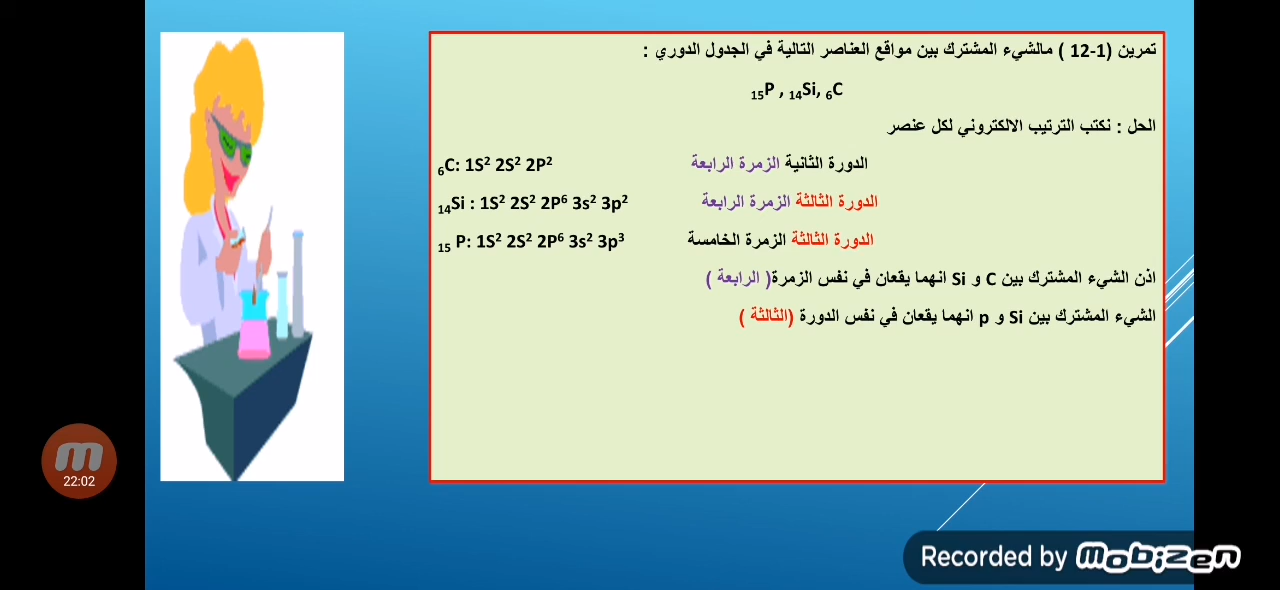 تمرين (1-12 ) مالشيء المشترك بين مواقع العناصر التالية في الجدول الدوري :
₁₅P , ₁₄Si, ₆C
الحل : نكتب الترتيب الالكتروني لكل عنصر
₆C: 1S² 2S² 2P² الدورة الثانية الزمرة الرابعة
₁₄Si : 1S² 2S² 2P⁶ 3s² 3p² الدورة الثالثة الزمرة الرابعة
₁₅ P: 1S² 2S² 2P⁶ 3s² 3p³ الدورة الثالثة الزمرة الخامسة
اذن الشيء المشترك بين C و Si انهما يقعان في نفس الزمرة( الرابعة )
الشيء المشترك بين Si و p انهما يقعان في نفس الدورة (الثالثة )
22:02
Recorded by Mobizen